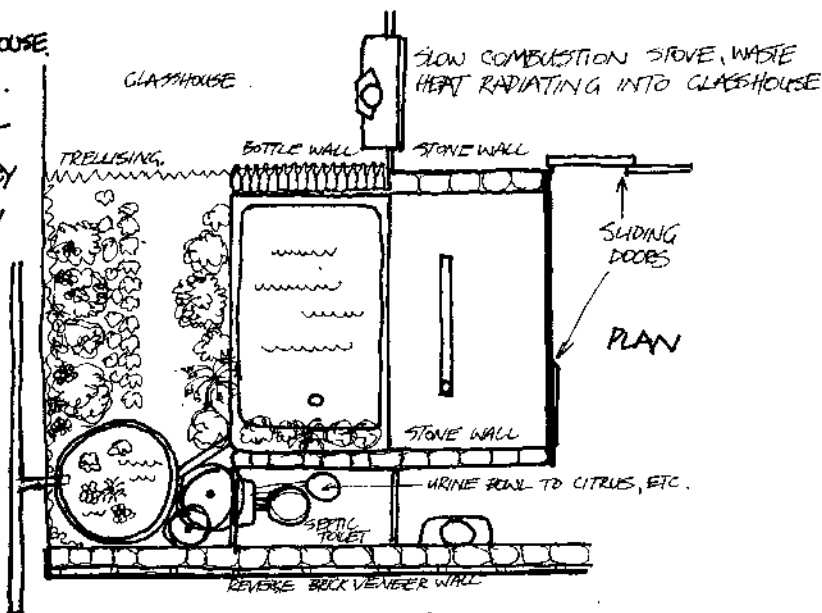 OUSE.
GLASSHOUSE.
SLOW COMBUSTION STOVE, WASTE
HEAT RADIATING INTO GLASSHOUSE
TRELLISING.
BOTTLE WALL
STONE WALL
SLIDING
DOORS
PLAN
STONE WALL
URINE BOWL TO CITRUS, ETC.
SEPTIC
TOILET
REVERSE BRICK VENEER WALL